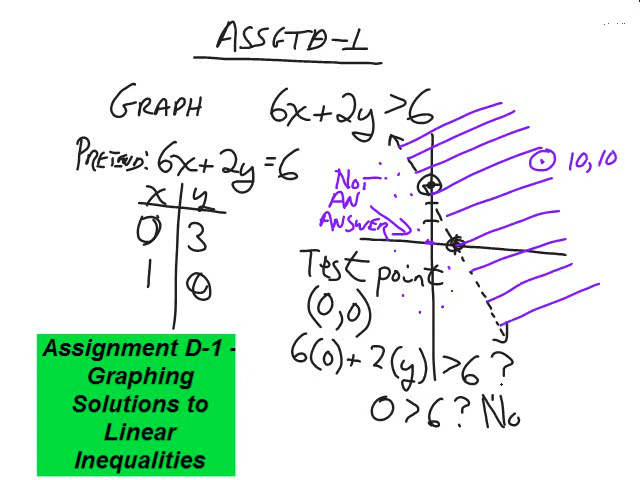 ASSGTD-1
GRAPH 6x+2y>6
PRETEND: 6x+2y=6
x y
0 3
1 0
10,10
No,
AN
ANSWER
Test point
(0,0)
6(0)+2(y)>6?
0>6? No
Assignment D-1 -
Graphing
Solutions to
Linear
Inequalities